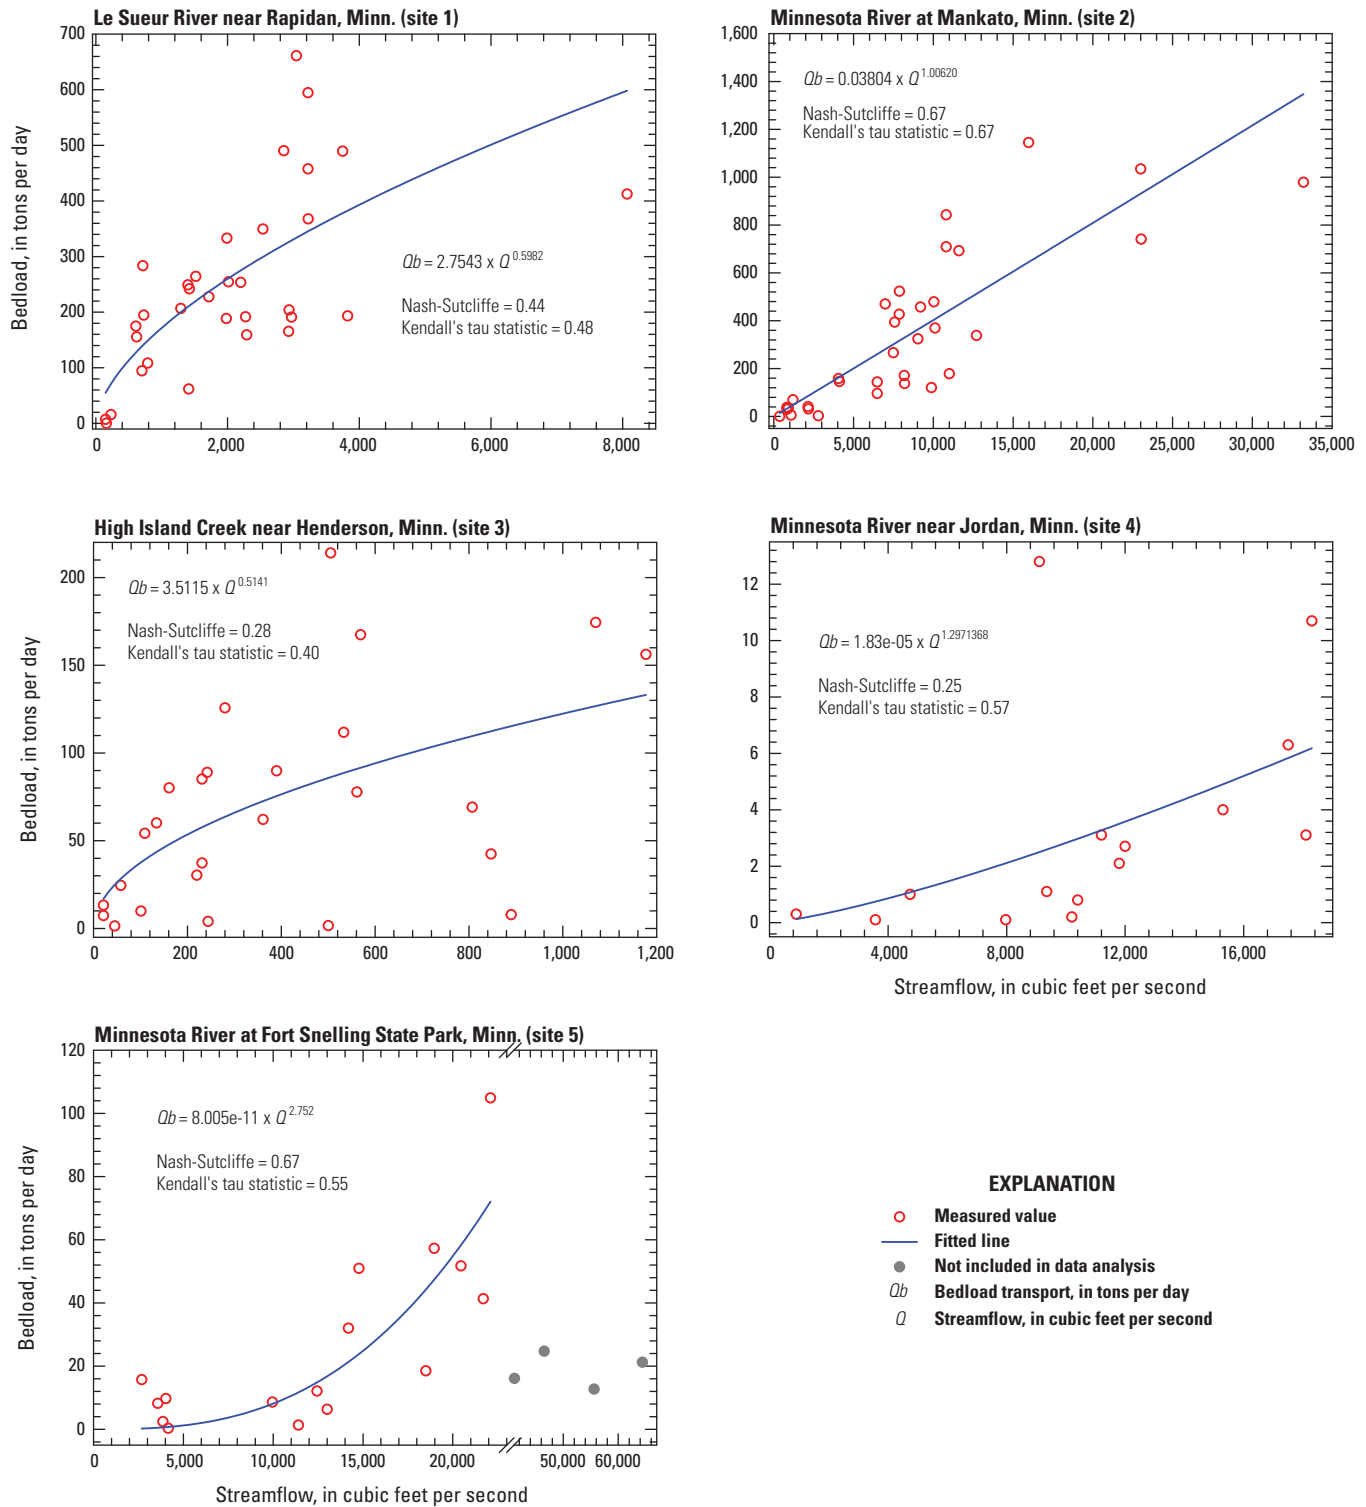 Le Sueur River near Rapidan, Minn. (site 1)
700
600
500
400
300
200
100
0
Bedload, in tons per day
Qb = 2.7543 x Q^0.5982
Nash-Sutcliffe = 0.44
Kendall's tau statistic = 0.48
0 2,000 4,000 6,000 8,000
Minnesota River at Mankato, Minn. (site 2)
1,600
1,400
1,200
1,000
800
600
400
200
0
Qb = 0.03804 x Q^1.00620
Nash-Sutcliffe = 0.67
Kendall's tau statistic = 0.67
0 5,000 10,000 15,000 20,000 25,000 30,000 35,000
High Island Creek near Henderson, Minn. (site 3)
200
150
100
50
0
Bedload, in tons per day
Qb = 3.5115 x Q^0.5141
Nash-Sutcliffe = 0.28
Kendall's tau statistic = 0.40
0 200 400 600 800 1,000 1,200
Minnesota River near Jordan, Minn. (site 4)
12
10
8
6
4
2
0
Qb = 1.83e-05 x Q^1.2971368
Nash-Sutcliffe = 0.25
Kendall's tau statistic = 0.57
0 4,000 8,000 12,000 16,000
Streamflow, in cubic feet per second
Minnesota River at Fort Snelling State Park, Minn. (site 5)
120
100
80
60
40
20
0
Bedload, in tons per day
Qb = 8.005e-11 x Q^2.752
Nash-Sutcliffe = 0.67
Kendall's tau statistic = 0.55
0 5,000 10,000 15,000 20,000 50,000 60,000
Streamflow, in cubic feet per second
EXPLANATION
Measured value
Fitted line
Not included in data analysis
Qb Bedload transport, in tons per day
Q Streamflow, in cubic feet per second